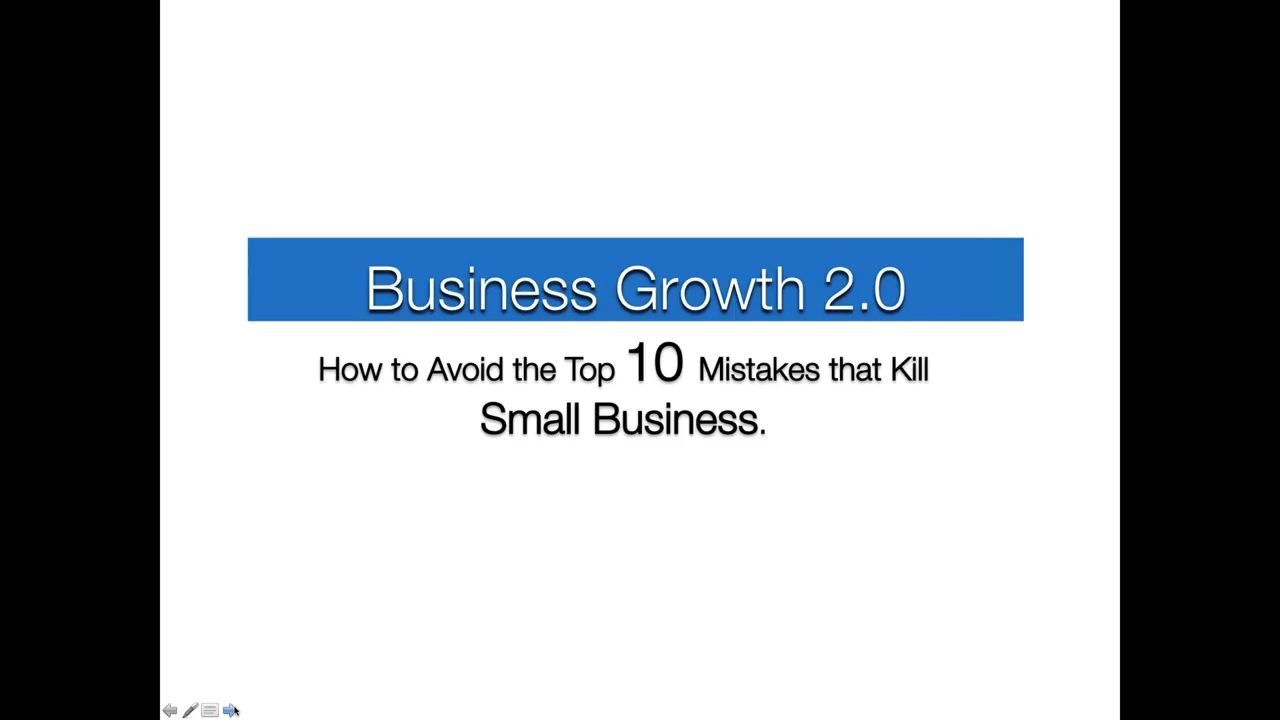 Business Growth 2.0
How to Avoid the Top 10 Mistakes that Kill
Small Business.